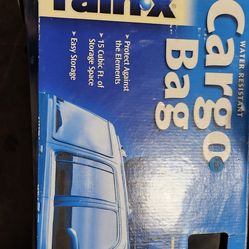 Rain-x®
WATER-RESISTANT
Cargo
Bag
▸ Protect Against
the Elements
▸ 15 Cubic Ft. of
Storage Space
▸ Easy Storage